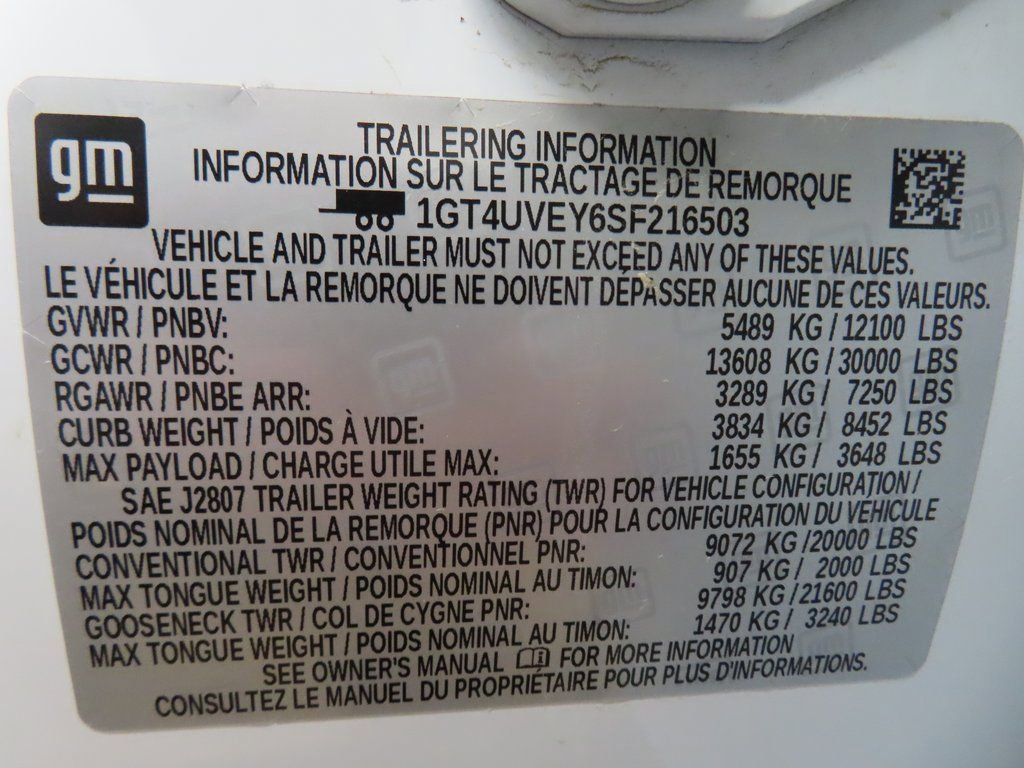 gm
TRAILERING INFORMATION
INFORMATION SUR LE TRACTAGE DE REMORQUE
1GT4UVEY6SF216503
VEHICLE AND TRAILER MUST NOT EXCEED ANY OF THESE VALUES.
LE VÉHICULE ET LA REMORQUE NE DOIVENT DÉPASSER AUCUNE DE CES VALEURS.
GVWR / PNBV: 5489 KG / 12100 LBS
GCWR / PNBC: 13608 KG / 30000 LBS
RGAWR / PNBE ARR: 3289 KG / 7250 LBS
CURB WEIGHT / POIDS À VIDE: 3834 KG / 8452 LBS
MAX PAYLOAD / CHARGE UTILE MAX: 1655 KG / 3648 LBS
SAE J2807 TRAILER WEIGHT RATING (TWR) FOR VEHICLE CONFIGURATION /
POIDS NOMINAL DE LA REMORQUE (PNR) POUR LA CONFIGURATION DU VÉHICULE
CONVENTIONAL TWR / CONVENTIONNEL PNR: 9072 KG /20000 LBS
MAX TONGUE WEIGHT / POIDS NOMINAL AU TIMON: 907 KG / 2000 LBS
GOOSENECK TWR / COL DE CYGNE PNR: 9798 KG /21600 LBS
MAX TONGUE WEIGHT / POIDS NOMINAL AU TIMON: 1470 KG / 3240 LBS
SEE OWNER'S MANUAL FOR MORE INFORMATION
CONSULTEZ LE MANUEL DU PROPRIÉTAIRE POUR PLUS D'INFORMATIONS.